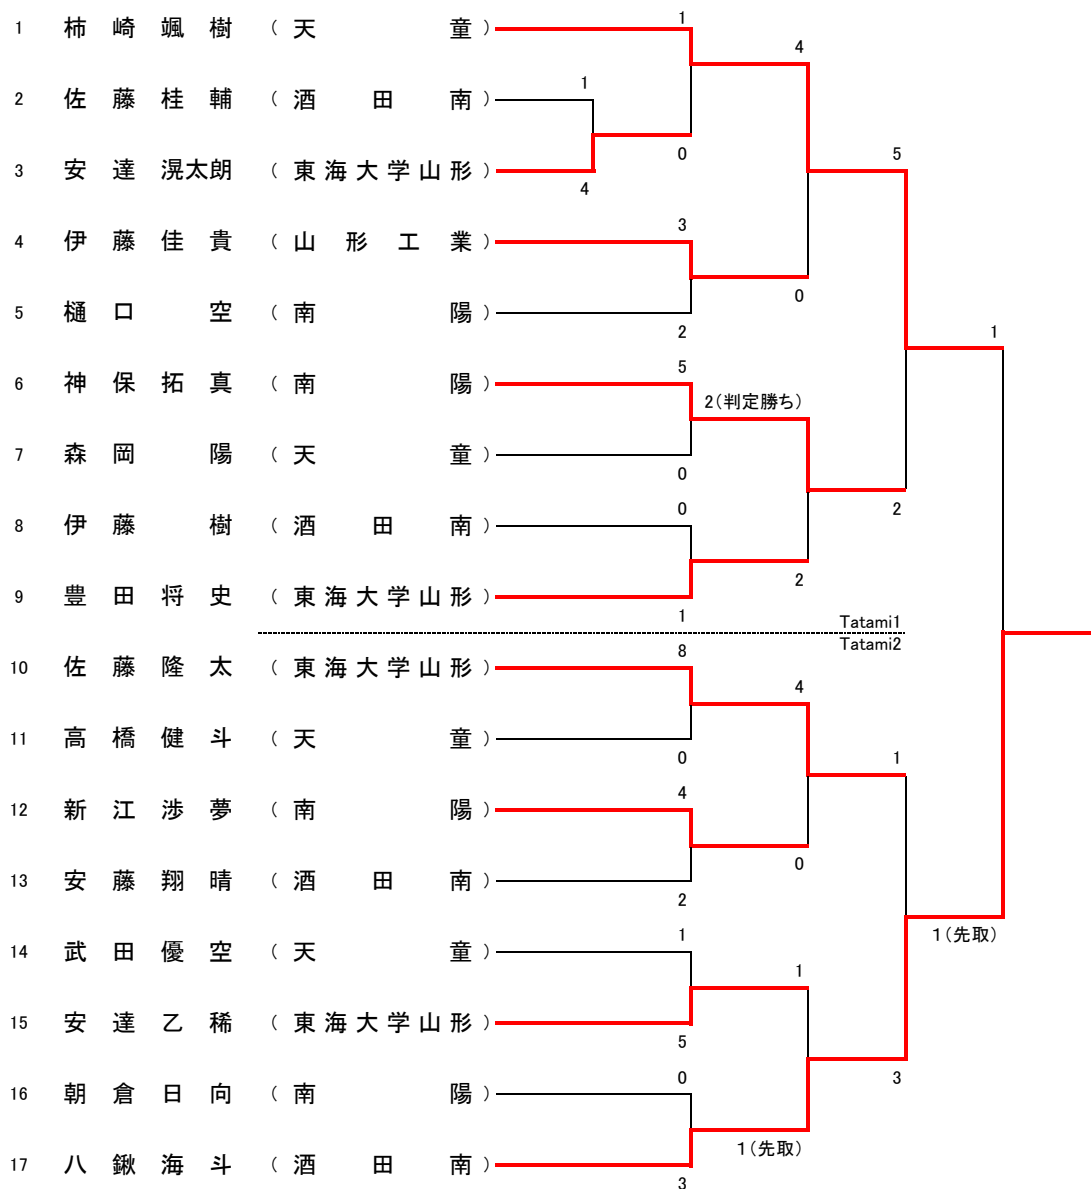 1 柿崎颯樹 (天童) 1
4
2 佐藤桂輔 (酒田南) 1
0
3 安達滉太朗 (東海大学山形) 4
5
4 伊藤佳貴 (山形工業) 3
0
5 樋口空 (南陽) 2
1
6 神保拓真 (南陽) 5
2(判定勝ち)
7 森岡陽 (天童) 0
2
8 伊藤樹 (酒田南) 0
2
9 豊田将史 (東海大学山形) 1
Tatami1
Tatami2
10 佐藤隆太 (東海大学山形) 8
4
11 高橋健斗 (天童) 0
1
12 新江渉夢 (南陽) 4
0
13 安藤翔晴 (酒田南) 2
1(先取)
14 武田優空 (天童) 1
1
15 安達乙稀 (東海大学山形) 5
3
16 朝倉日向 (南陽) 0
1(先取)
17 八鍬海斗 (酒田南) 3